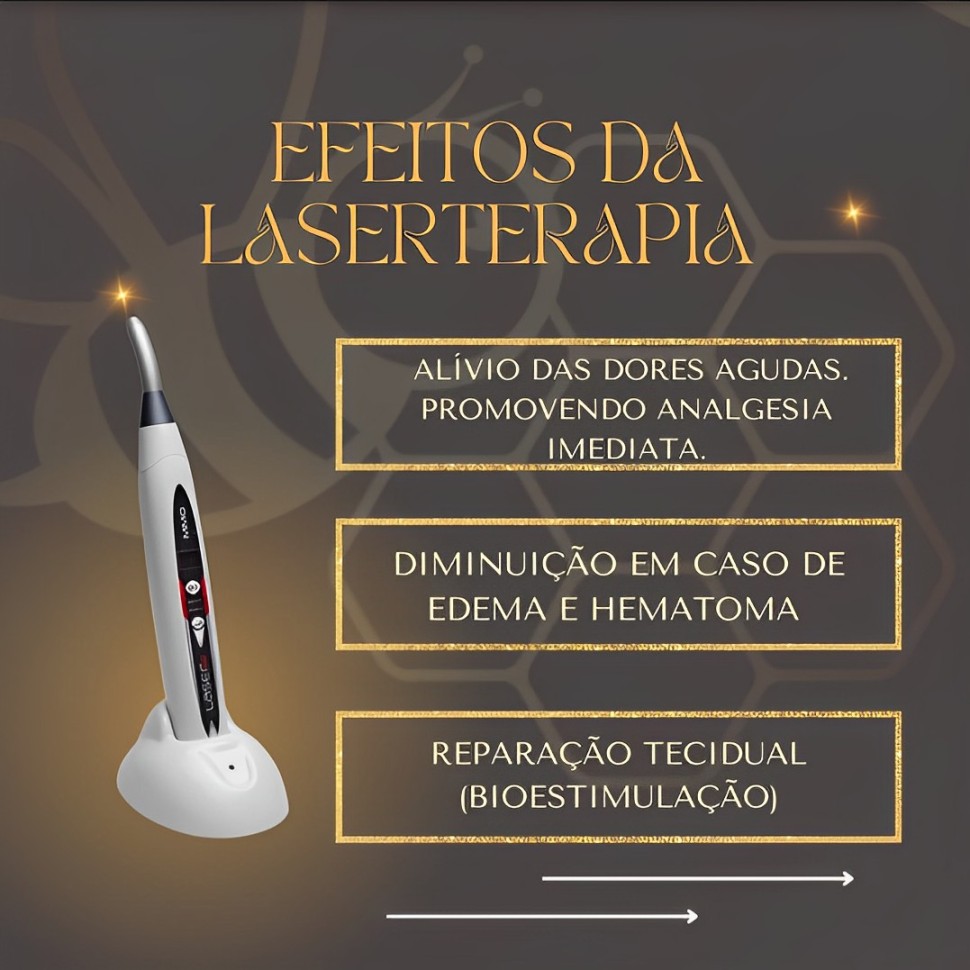 EFEITOS DA
LASERTERAPIA
ALÍVIO DAS DORES AGUDAS.
PROMOVENDO ANALGESIA
IMEDIATA.
DIMINUIÇÃO EM CASO DE
EDEMA E HEMATOMA
REPARAÇÃO TECIDUAL
(BIOESTIMULAÇÃO)
MMO
LASER